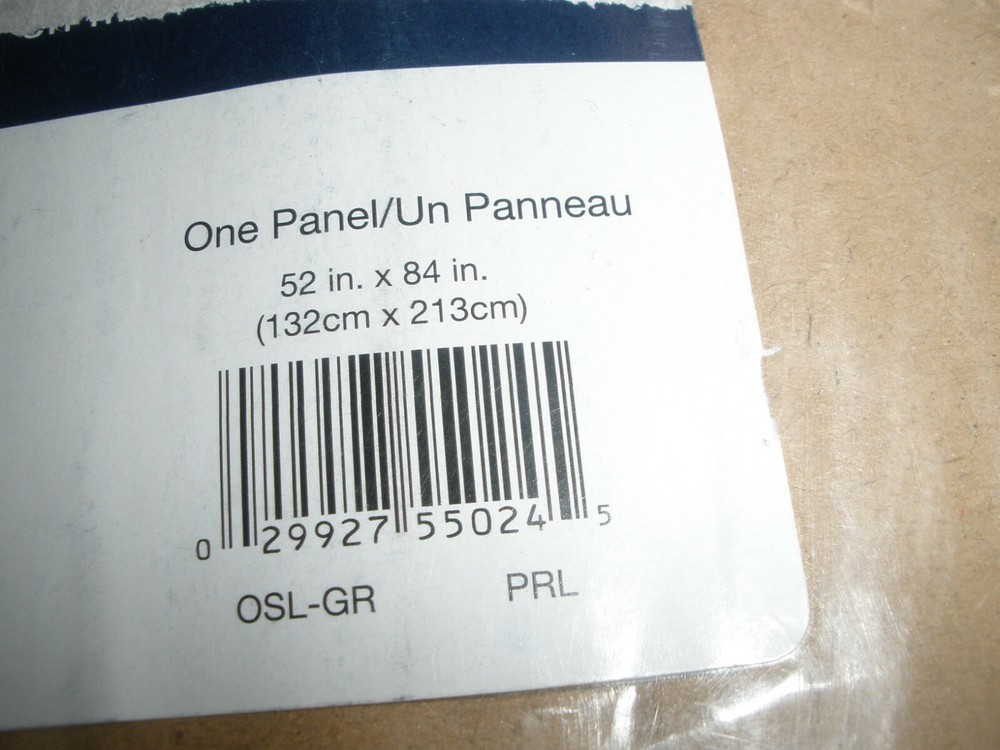 One Panel/Un Panneau
52 in. x 84 in.
(132cm x 213cm)
0 29927 55024 5
OSL-GR PRL